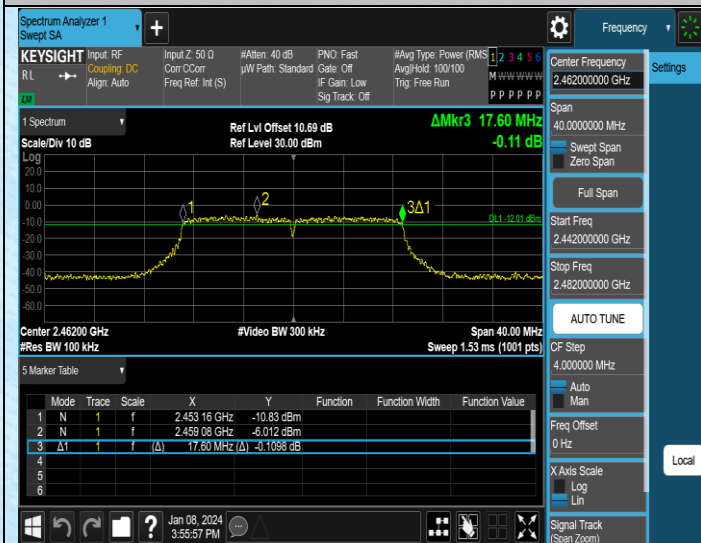 Spectrum Analyzer 1
Swept SA
+
Frequency
KEYSIGHT
RL
LXI
Input: RF
Coupling: DC
Align: Auto
Input Z: 50 Ω
Corr CCorr
Freq Ref: Int (S)
#Atten: 40 dB
µW Path: Standard
PNO: Fast
Gate: Off
IF Gain: Low
Sig Track: Off
#Avg Type: Power (RMS
Avg|Hold: 100/100
Trig: Free Run
1 2 3 4 5 6
M W W W W W
P P P P P P
1 Spectrum
Scale/Div 10 dB
Ref Lvl Offset 10.69 dB
Ref Level 30.00 dBm
ΔMkr3 17.60 MHz
-0.11 dB
Log
20.0
10.0
0.00
-10.0
-20.0
-30.0
-40.0
-50.0
-60.0
1
2
3Δ1
DL1 -12.01 dBm
Center 2.46200 GHz
#Res BW 100 kHz
#Video BW 300 kHz
Span 40.00 MHz
Sweep 1.53 ms (1001 pts)
5 Marker Table
Mode Trace Scale X Y Function Function Width Function Value
1 N 1 f 2.453 16 GHz -10.83 dBm
2 N 1 f 2.459 08 GHz -6.012 dBm
3 Δ1 1 f (Δ) 17.60 MHz (Δ) -0.1098 dB
4
5
6
?
Jan 08, 2024
3:55:57 PM
Center Frequency
2.462000000 GHz
Span
40.0000000 MHz
Swept Span
Zero Span
Full Span
Start Freq
2.442000000 GHz
Stop Freq
2.482000000 GHz
AUTO TUNE
CF Step
4.000000 MHz
Auto
Man
Freq Offset
0 Hz
X Axis Scale
Log
Lin
Signal Track
(Span Zoom)
Settings
Local